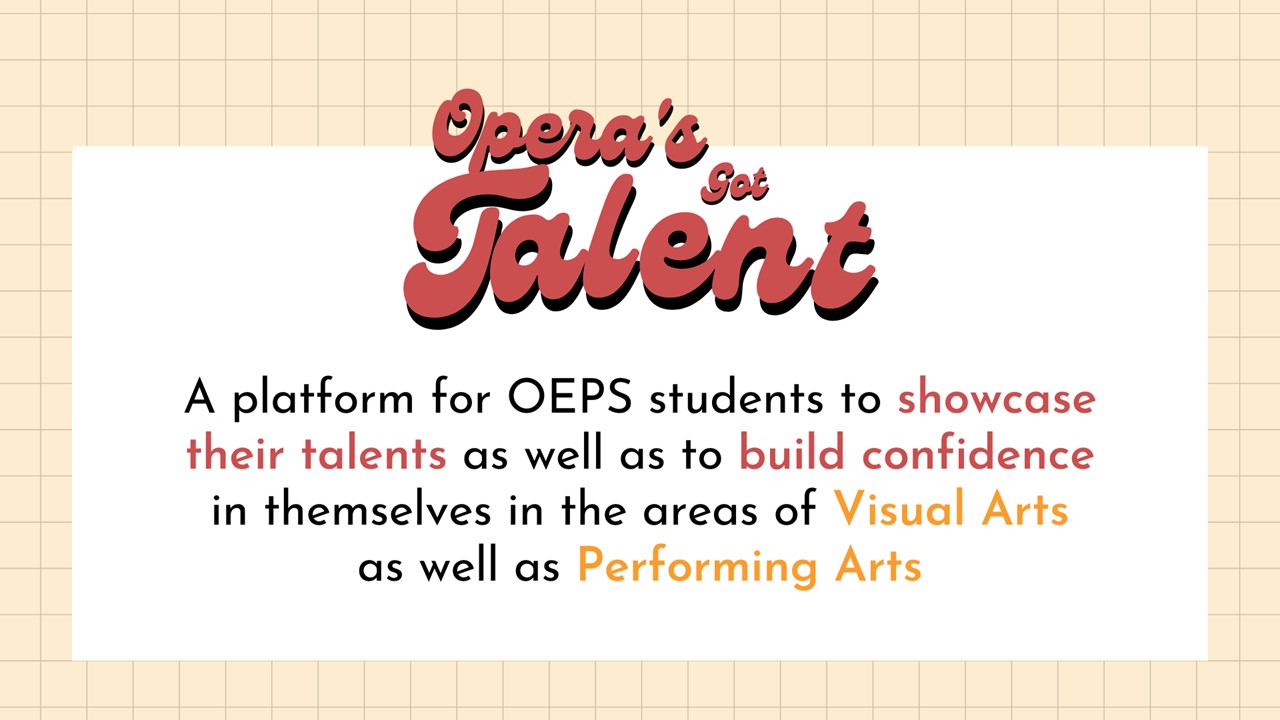 Opera's
Got
Talent
A platform for OEPS students to showcase
their talents as well as to build confidence
in themselves in the areas of Visual Arts
as well as Performing Arts